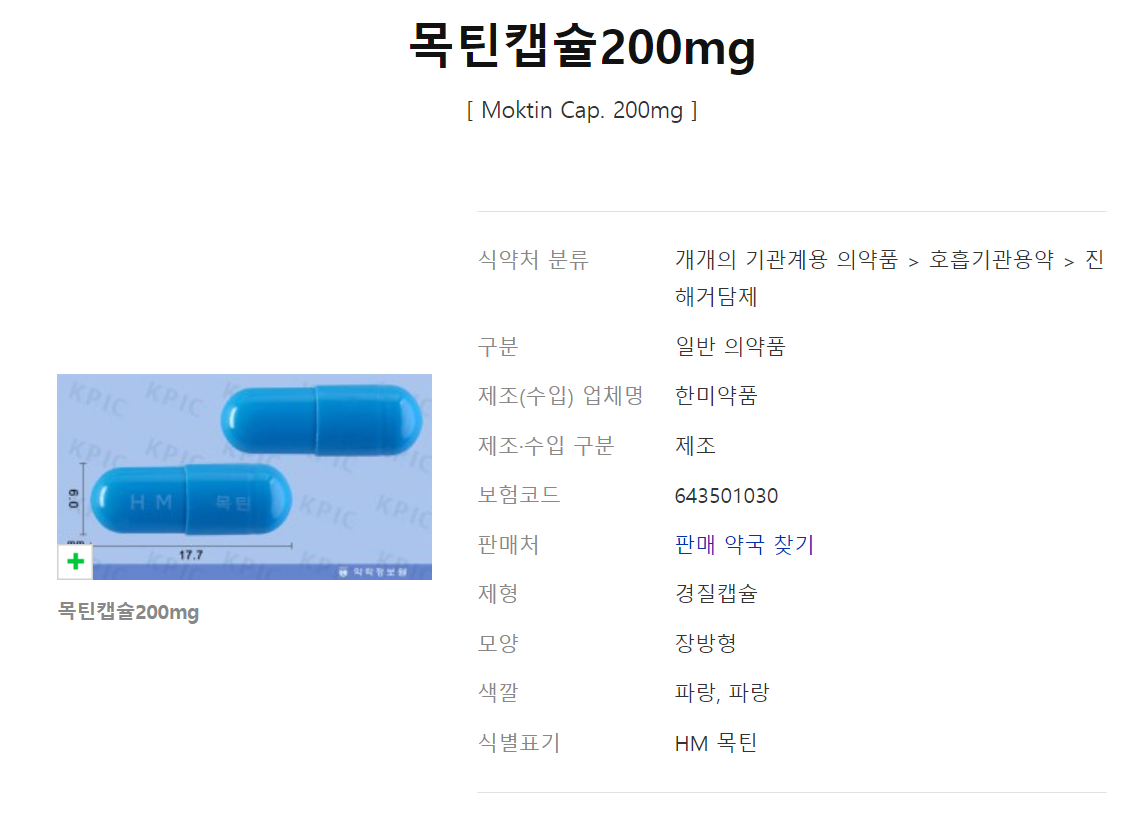 목틴캡슐200mg
[ Moktin Cap. 200mg ]
식약처 분류 개개의 기관계용 의약품 > 호흡기관용약 > 진
해거담제
구분 일반 의약품
제조(수입) 업체명 한미약품
제조·수입 구분 제조
보험코드 643501030
판매처 판매 약국 찾기
제형 경질캡슐
모양 장방형
색깔 파랑, 파랑
식별표기 HM 목틴
KPIC KPIC
KPIC KPIC
KPIC KPIC
HM 목틴
6.0
mm
17.7
약학정보원
목틴캡슐200mg